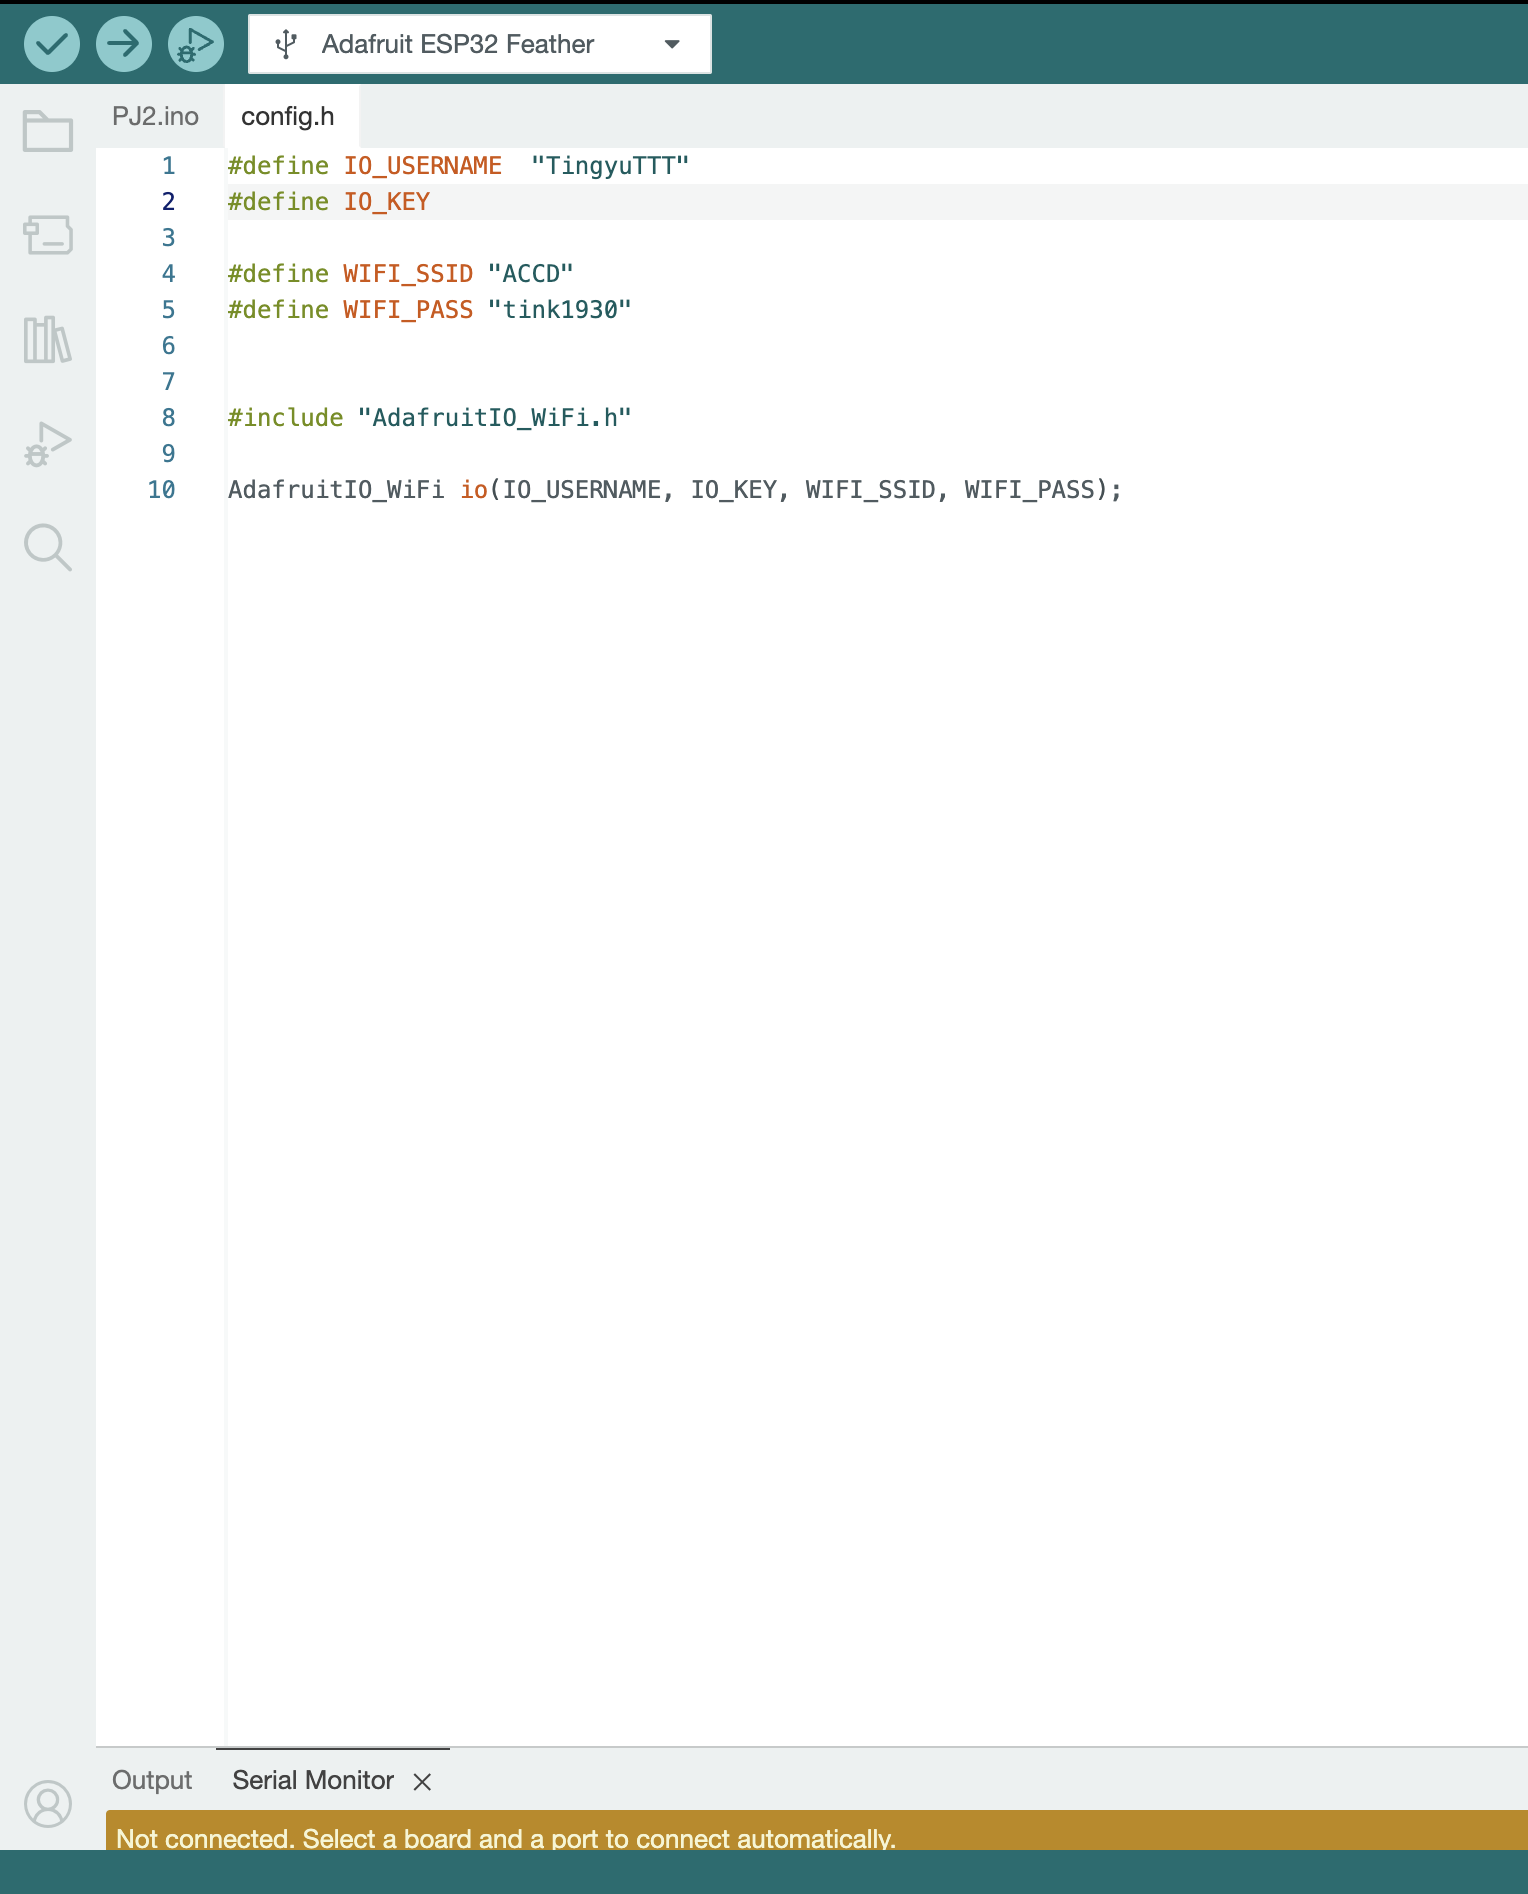 Adafruit ESP32 Feather
PJ2.ino config.h
1 #define IO_USERNAME  "TingyuTTT"
2 #define IO_KEY
3
4 #define WIFI_SSID "ACCD"
5 #define WIFI_PASS "tink1930"
6
7
8 #include "AdafruitIO_WiFi.h"
9
10 AdafruitIO_WiFi io(IO_USERNAME, IO_KEY, WIFI_SSID, WIFI_PASS);
Output Serial Monitor
Not connected. Select a board and a port to connect automatically.